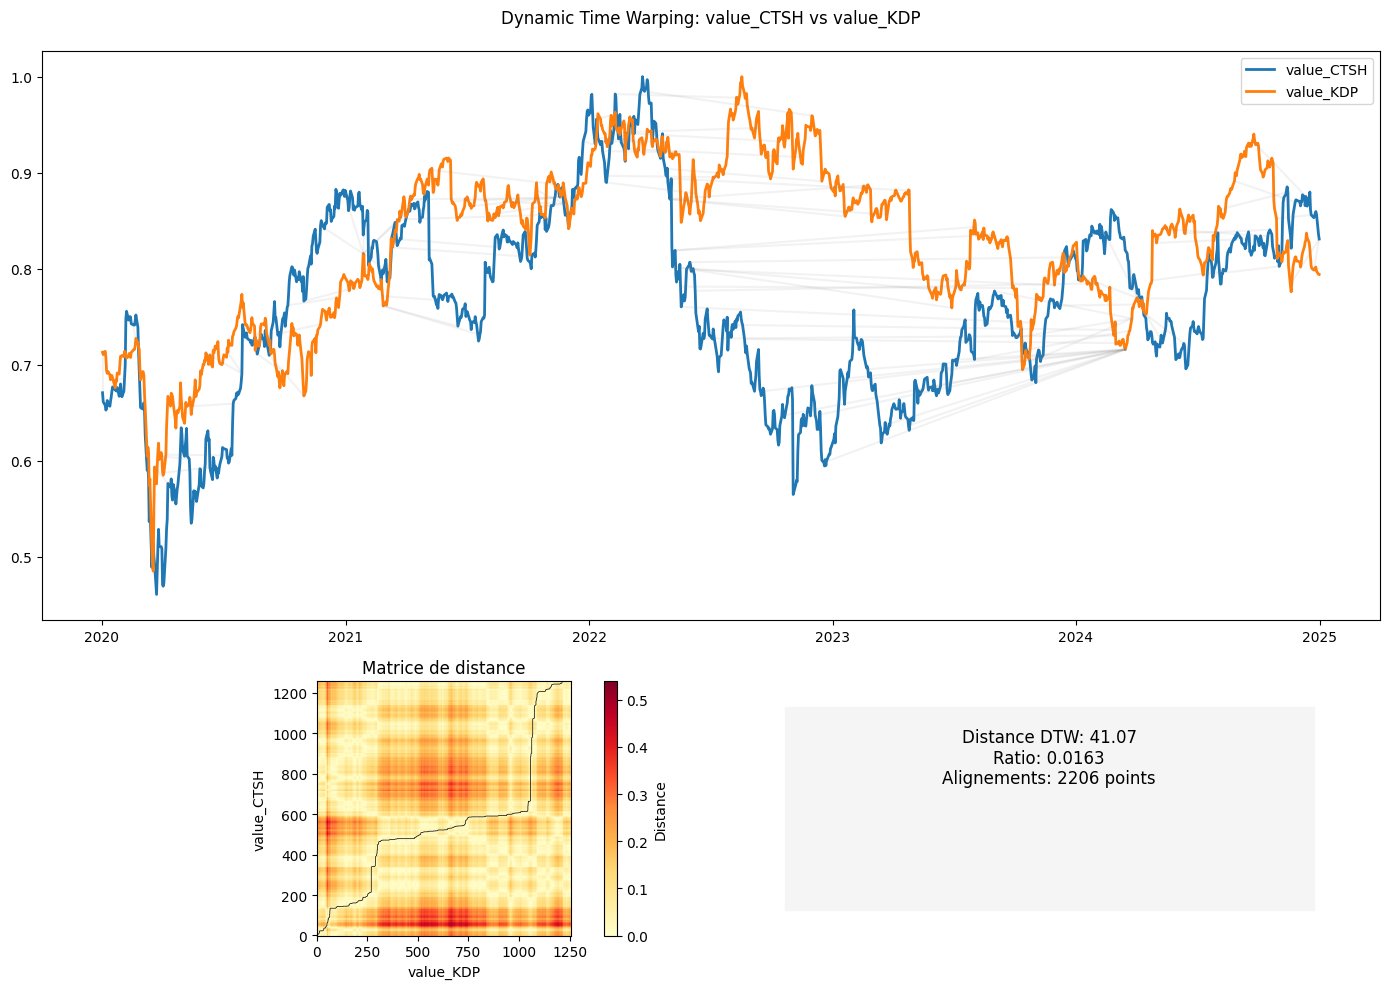 Dynamic Time Warping: value_CTSH vs value_KDP
value_CTSH
value_KDP
1.0
0.9
0.8
0.7
0.6
0.5
2020 2021 2022 2023 2024 2025
Matrice de distance
1200
1000
800
600
400
200
0
value_CTSH
0 250 500 750 1000 1250
value_KDP
0.5
0.4
0.3
0.2
0.1
0.0
Distance
Distance DTW: 41.07
Ratio: 0.0163
Alignements: 2206 points